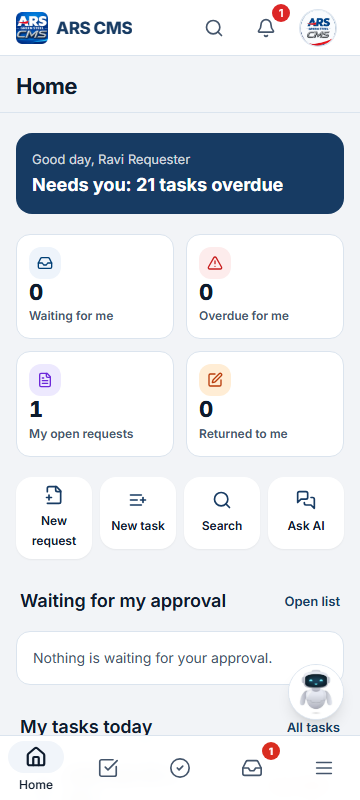 ARS CMS
1
Home
Good day, Ravi Requester
Needs you: 21 tasks overdue
0
Waiting for me
0
Overdue for me
1
My open requests
0
Returned to me
New
request
New task
Search
Ask AI
Waiting for my approval
Open list
Nothing is waiting for your approval.
My tasks today
All tasks
1
Home